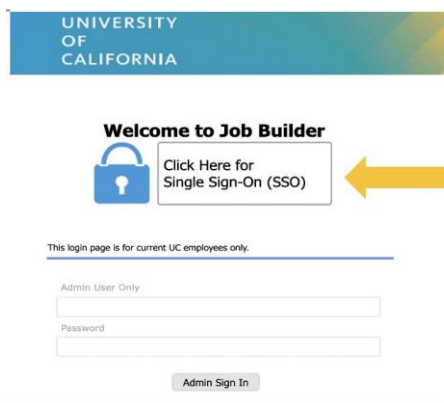 UNIVERSITY
OF
CALIFORNIA
Welcome to Job Builder
Click Here for
Single Sign-On (SSO)
This login page is for current UC employees only.
Admin User Only
Password
Admin Sign In